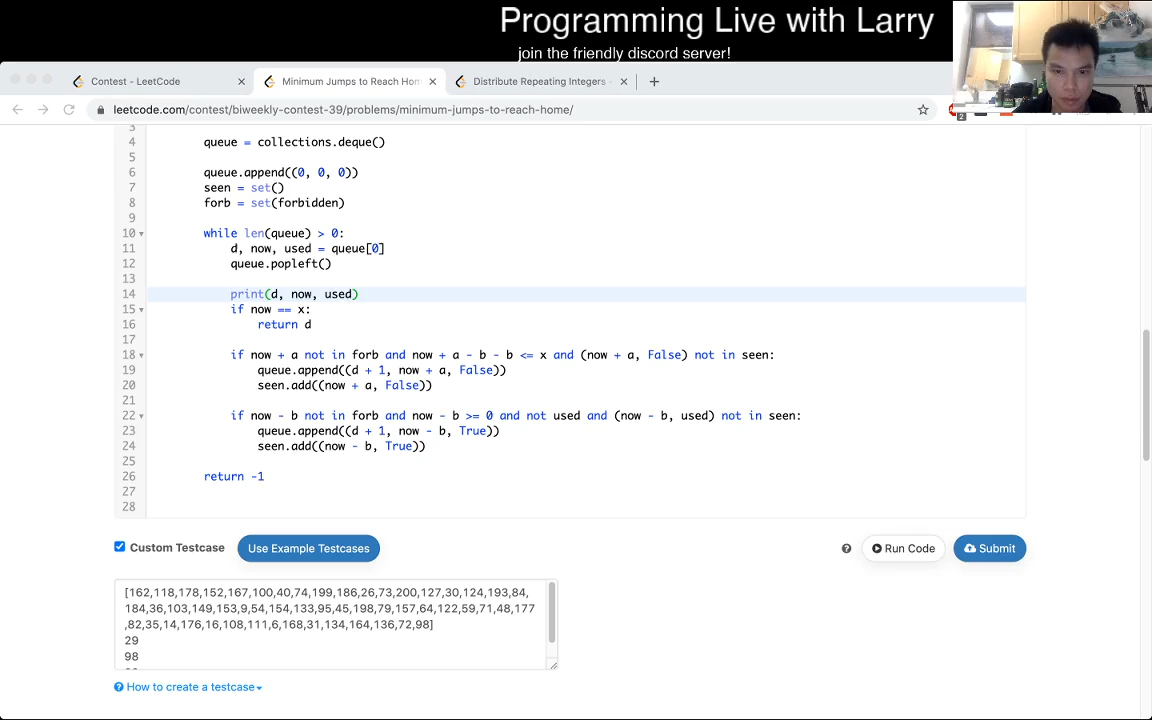 Programming Live with Larry
join the friendly discord server!
Contest - LeetCode
Minimum Jumps to Reach Hom
Distribute Repeating Integers -
leetcode.com/contest/biweekly-contest-39/problems/minimum-jumps-to-reach-home/
2
3
4 queue = collections.deque()
5
6 queue.append((0, 0, 0))
7 seen = set()
8 forb = set(forbidden)
9
10 while len(queue) > 0:
11 d, now, used = queue[0]
12 queue.popleft()
13
14 print(d, now, used)
15 if now == x:
16 return d
17
18 if now + a not in forb and now + a - b - b <= x and (now + a, False) not in seen:
19 queue.append((d + 1, now + a, False))
20 seen.add((now + a, False))
21
22 if now - b not in forb and now - b >= 0 and not used and (now - b, used) not in seen:
23 queue.append((d + 1, now - b, True))
24 seen.add((now - b, True))
25
26 return -1
27
28
Custom Testcase
Use Example Testcases
Run Code
Submit
[162,118,178,152,167,100,40,74,199,186,26,73,200,127,30,124,193,84,
184,36,103,149,153,9,54,154,133,95,45,198,79,157,64,122,59,71,48,177
,82,35,14,176,16,108,111,6,168,31,134,164,136,72,98]
29
98
How to create a testcase